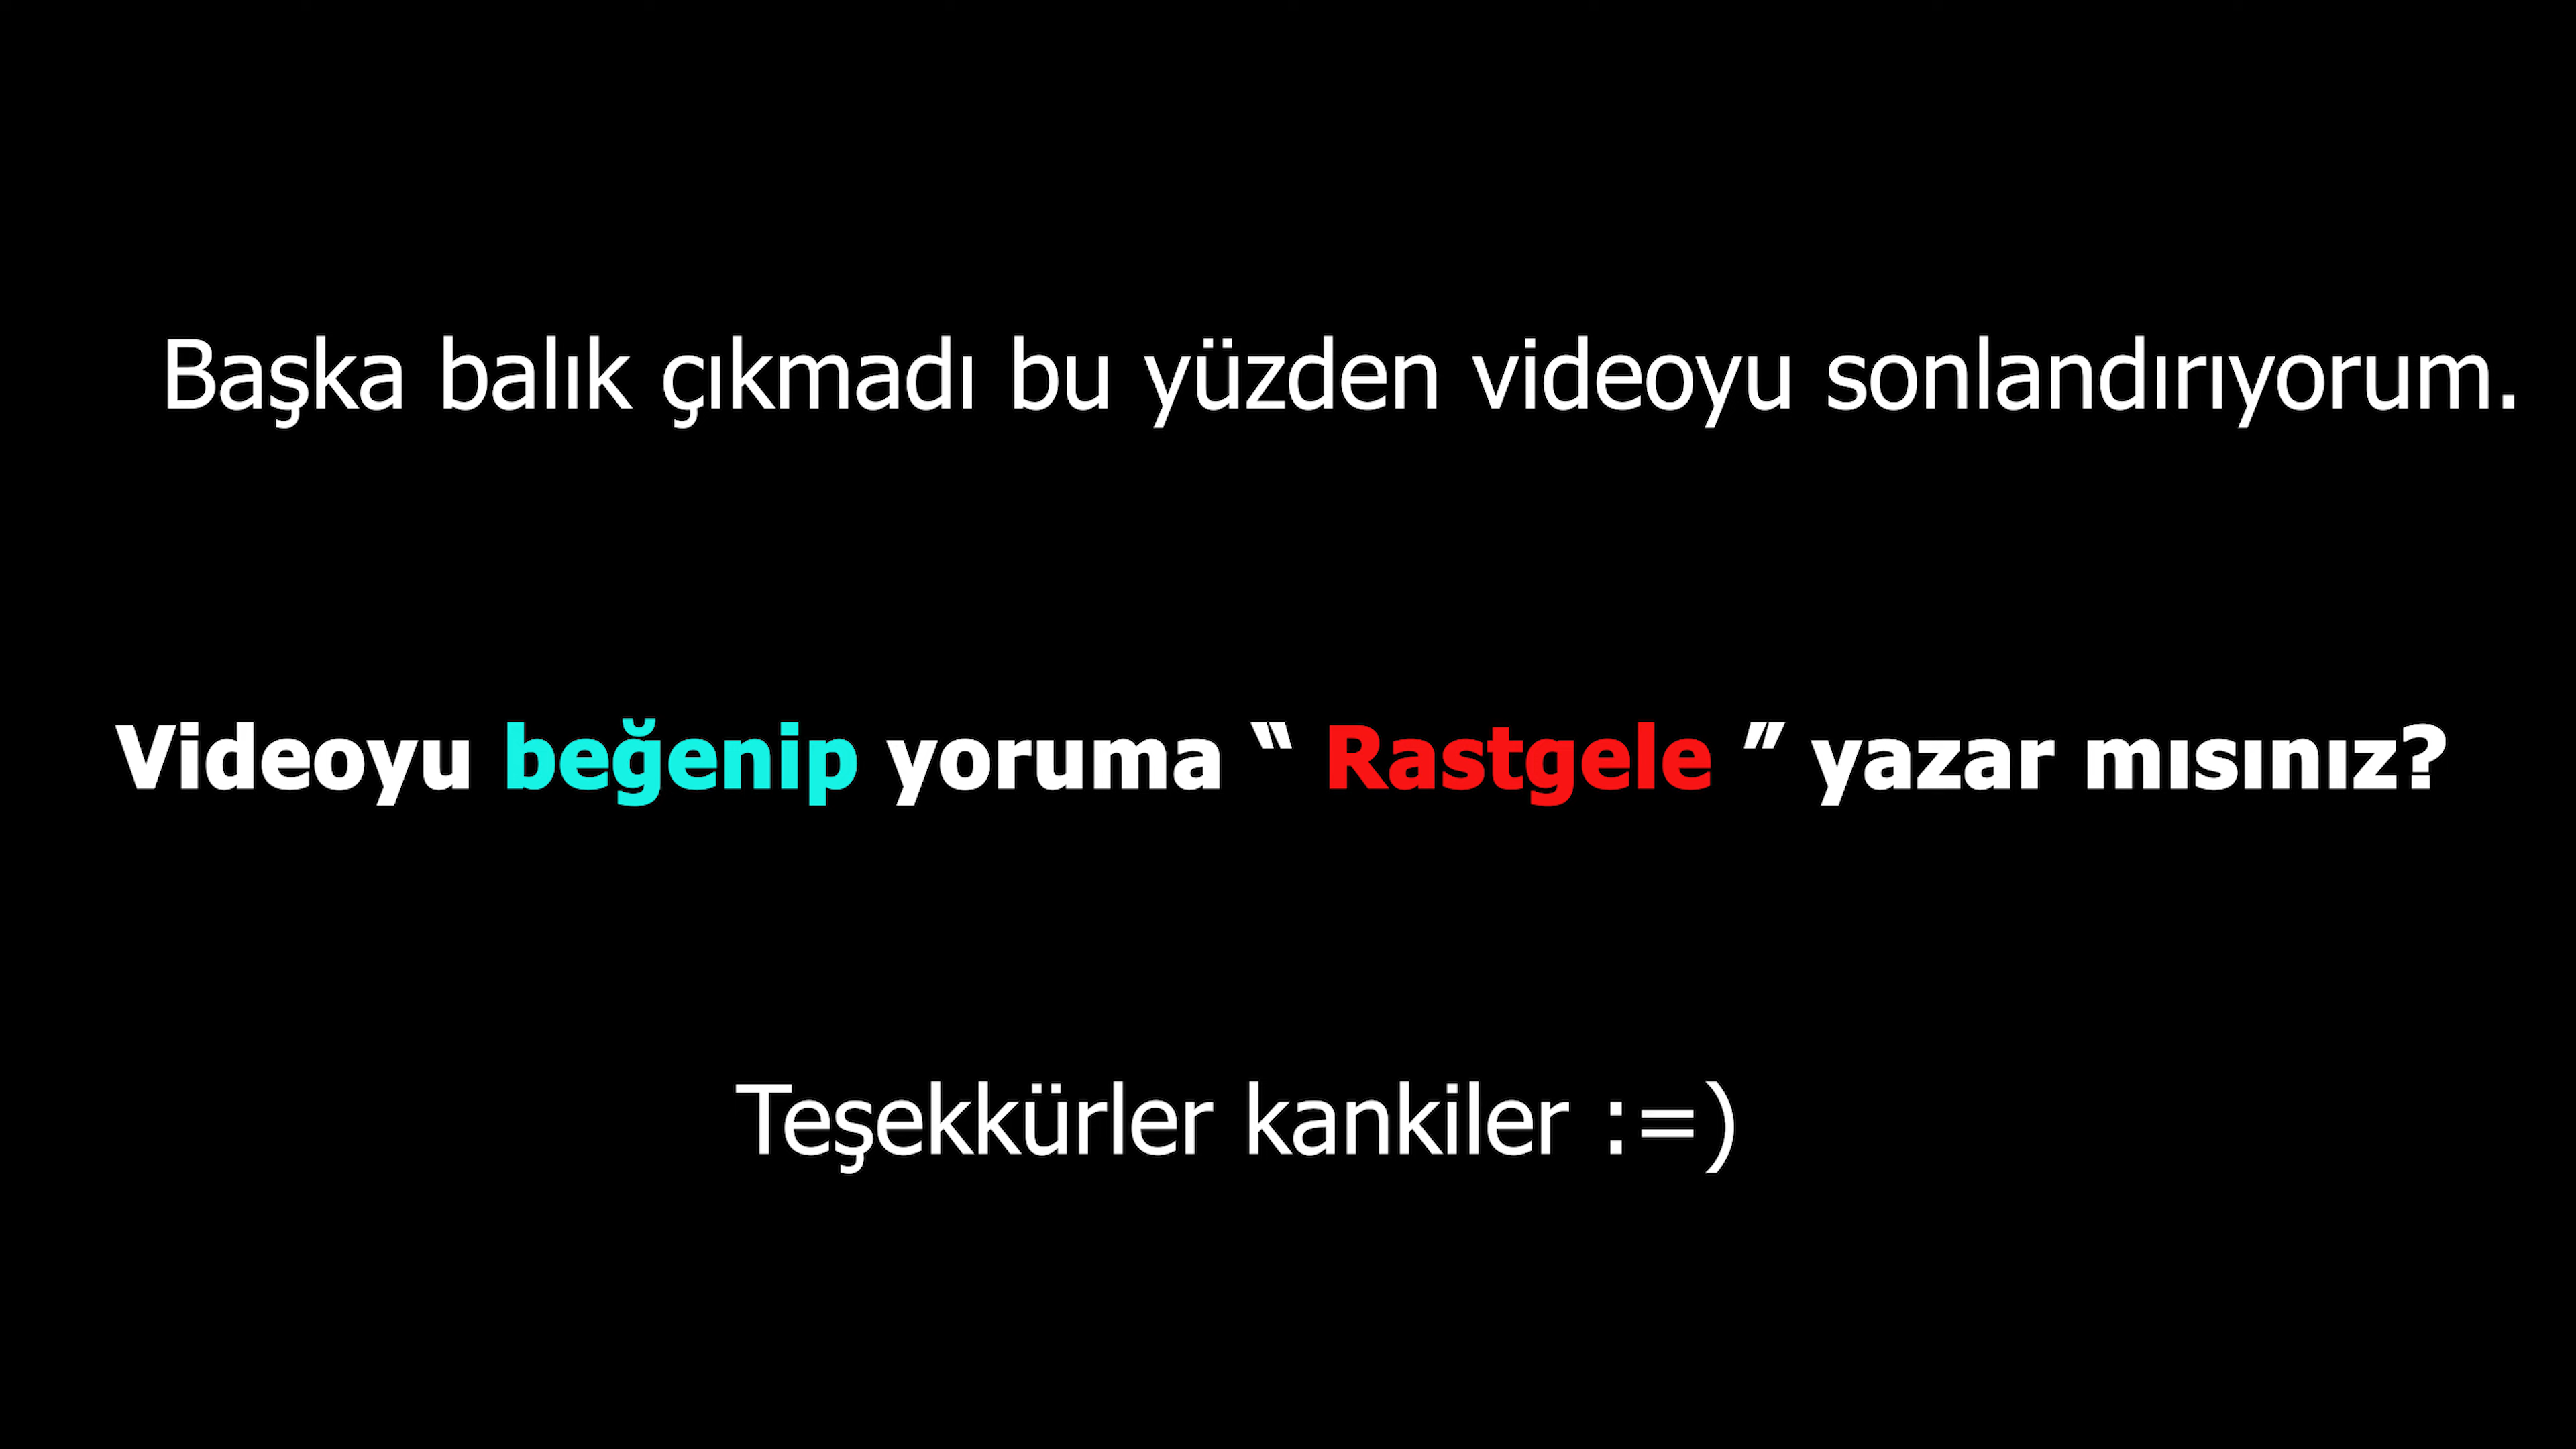 Başka balık çıkmadı bu yüzden videoyu sonlandırıyorum.
Videoyu beğenip yoruma “ Rastgele ” yazar mısınız?
Teşekkürler kankiler :=)